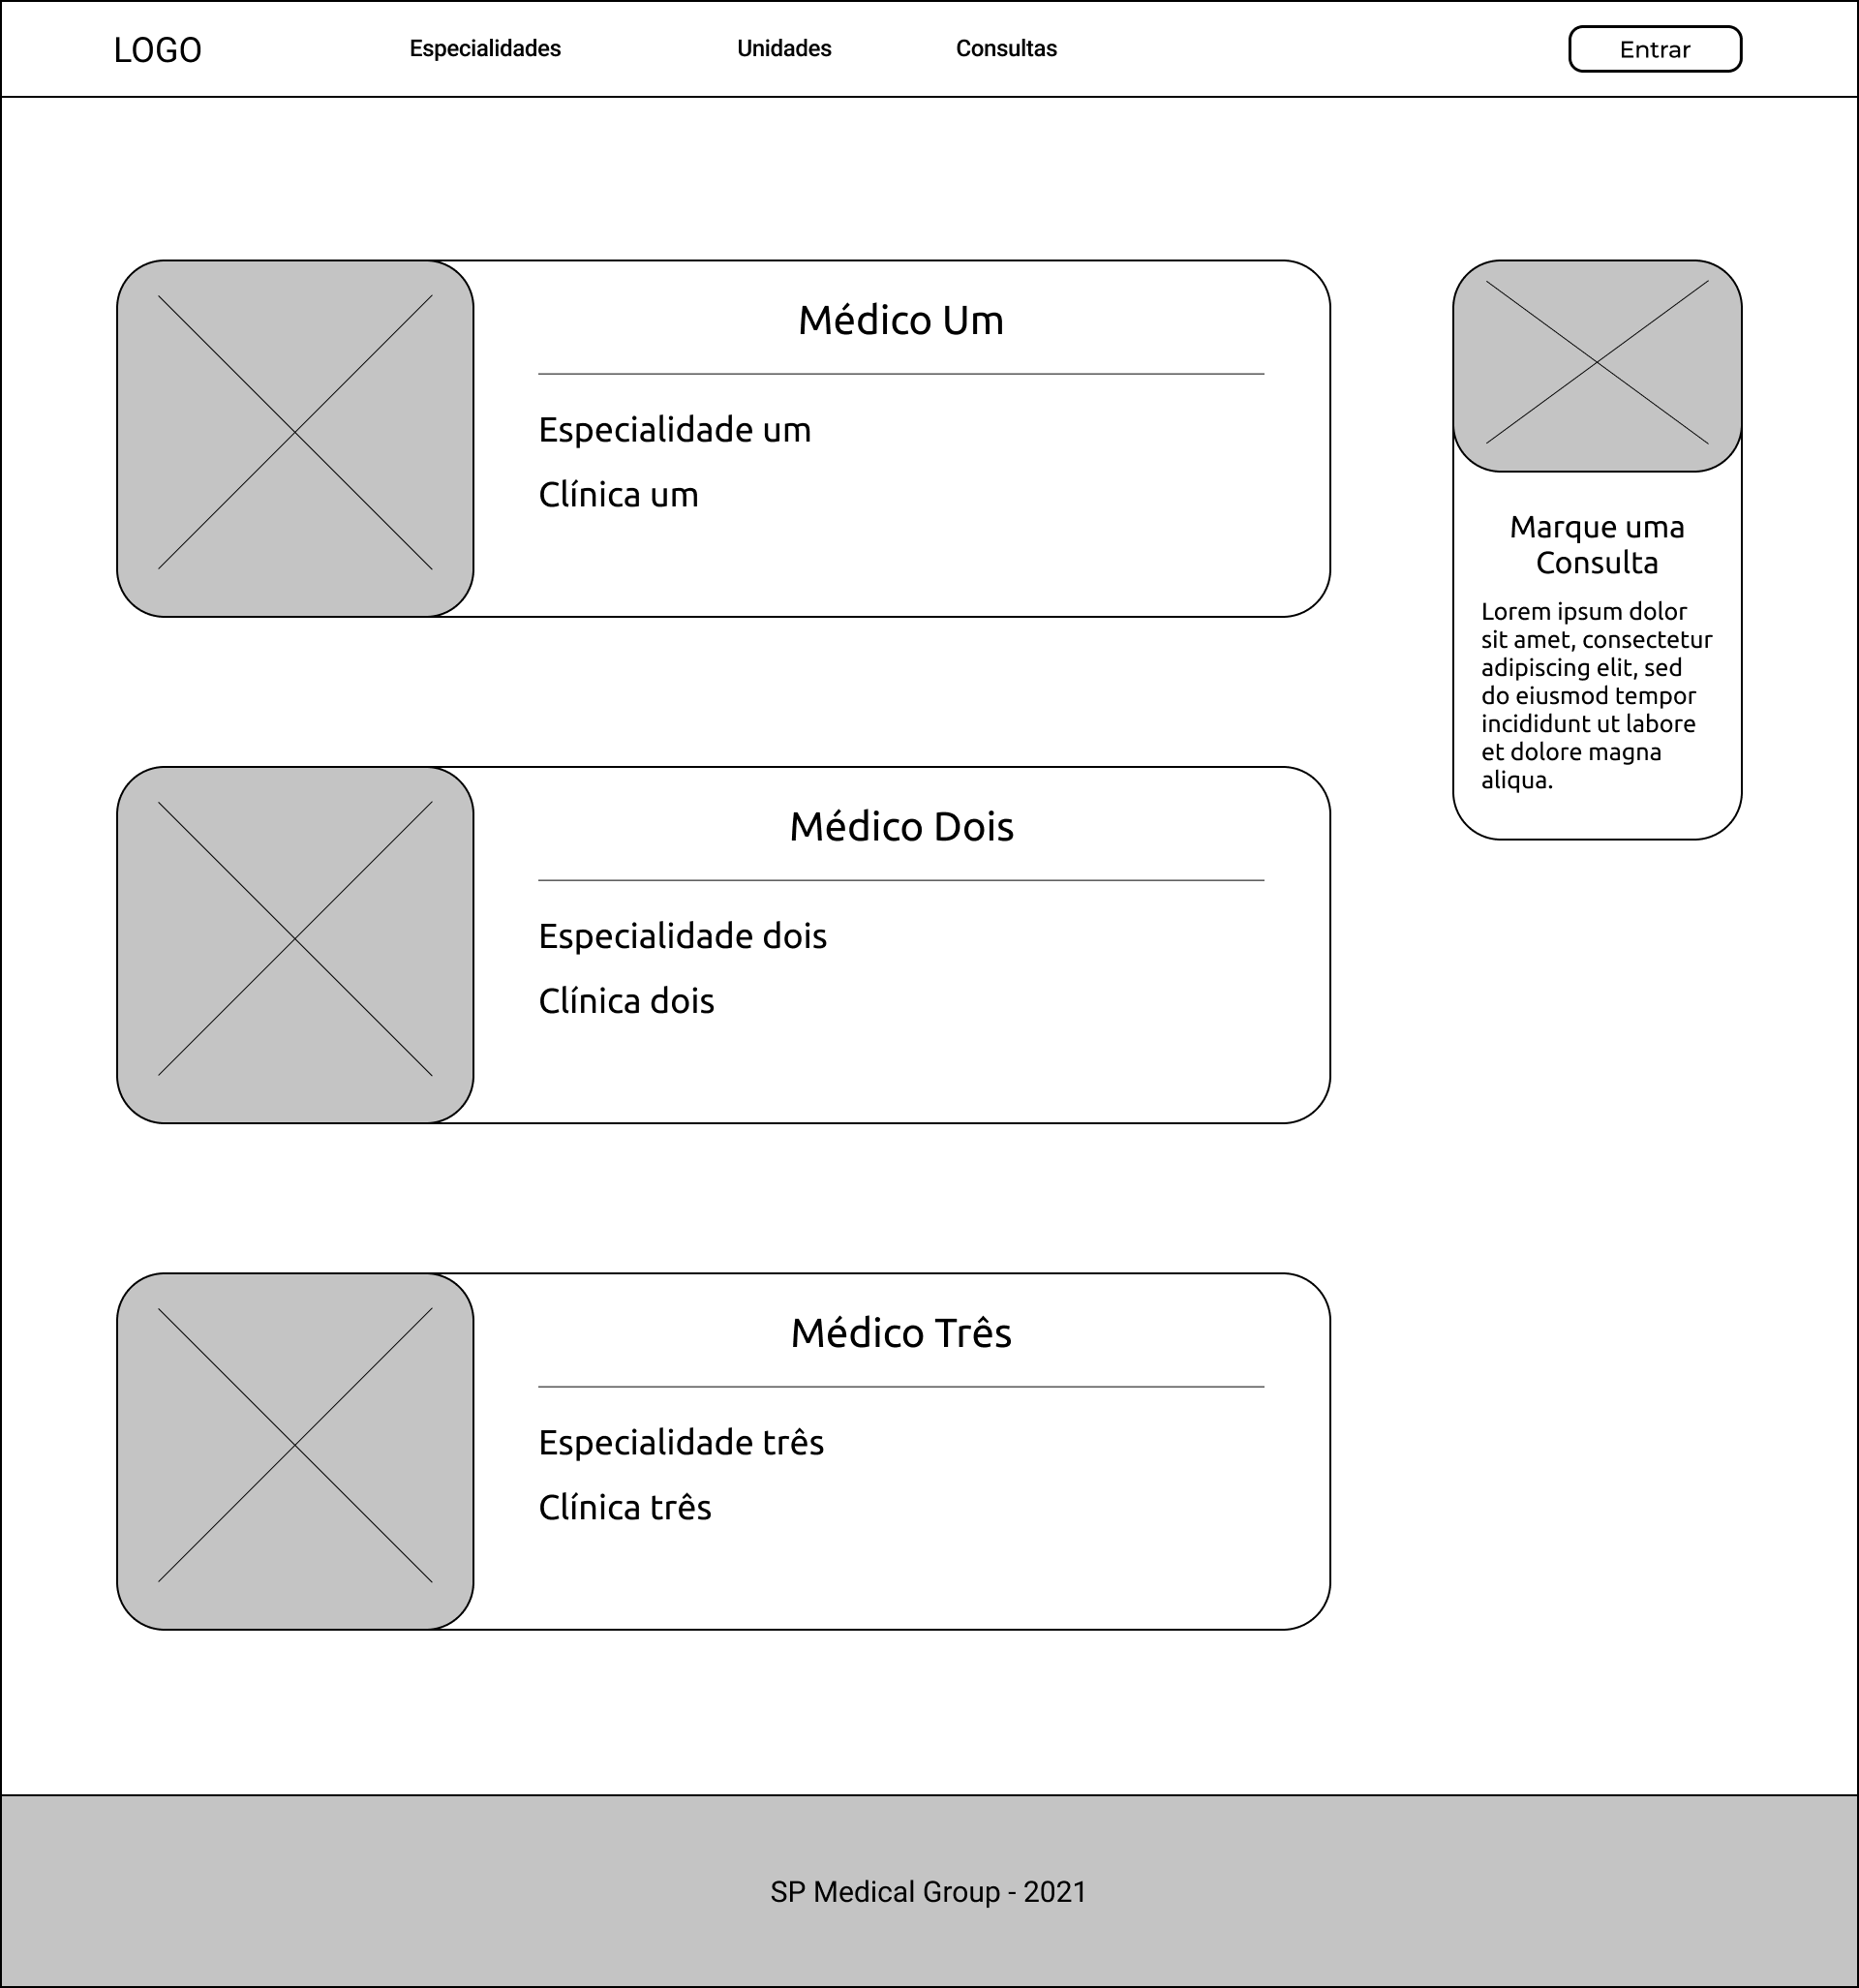 LOGO
Especialidades
Unidades
Consultas
Entrar
Médico Um
Especialidade um
Clínica um
Marque uma
Consulta
Lorem ipsum dolor
sit amet, consectetur
adipiscing elit, sed
do eiusmod tempor
incididunt ut labore
et dolore magna
aliqua.
Médico Dois
Especialidade dois
Clínica dois
Médico Três
Especialidade três
Clínica três
SP Medical Group - 2021